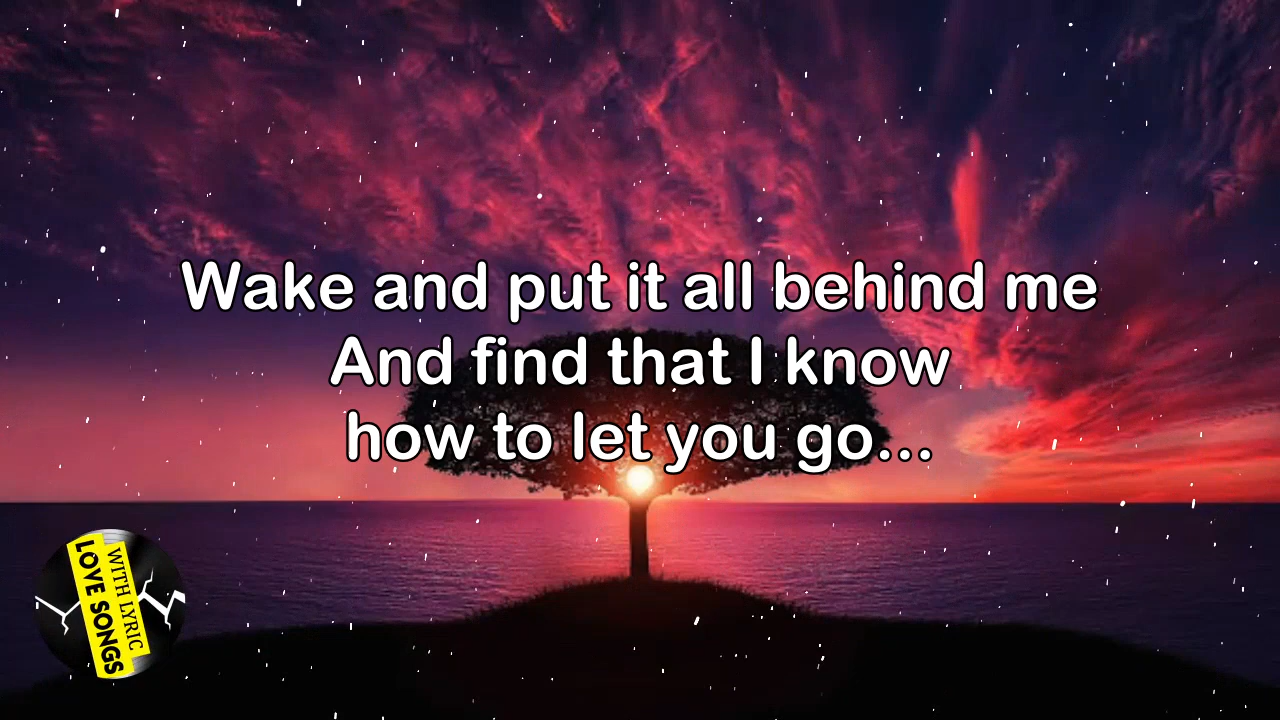 Wake and put it all behind me
And find that I know
how to let you go...
WITH LYRIC
LOVE SONGS